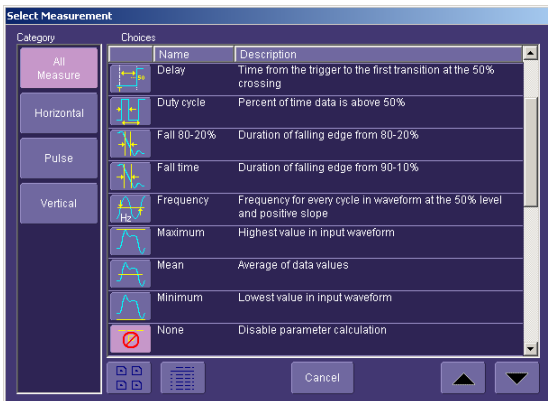 Select Measurement
Category
Choices
All
Measure
Horizontal
Pulse
Vertical
Name Description
Delay Time from the trigger to the first transition at the 50%
crossing
Duty cycle Percent of time data is above 50%
Fall 80-20% Duration of falling edge from 80-20%
Fall time Duration of falling edge from 90-10%
Frequency Frequency for every cycle in waveform at the 50% level
and positive slope
Hz
Maximum Highest value in input waveform
Mean Average of data values
Minimum Lowest value in input waveform
None Disable parameter calculation
Cancel